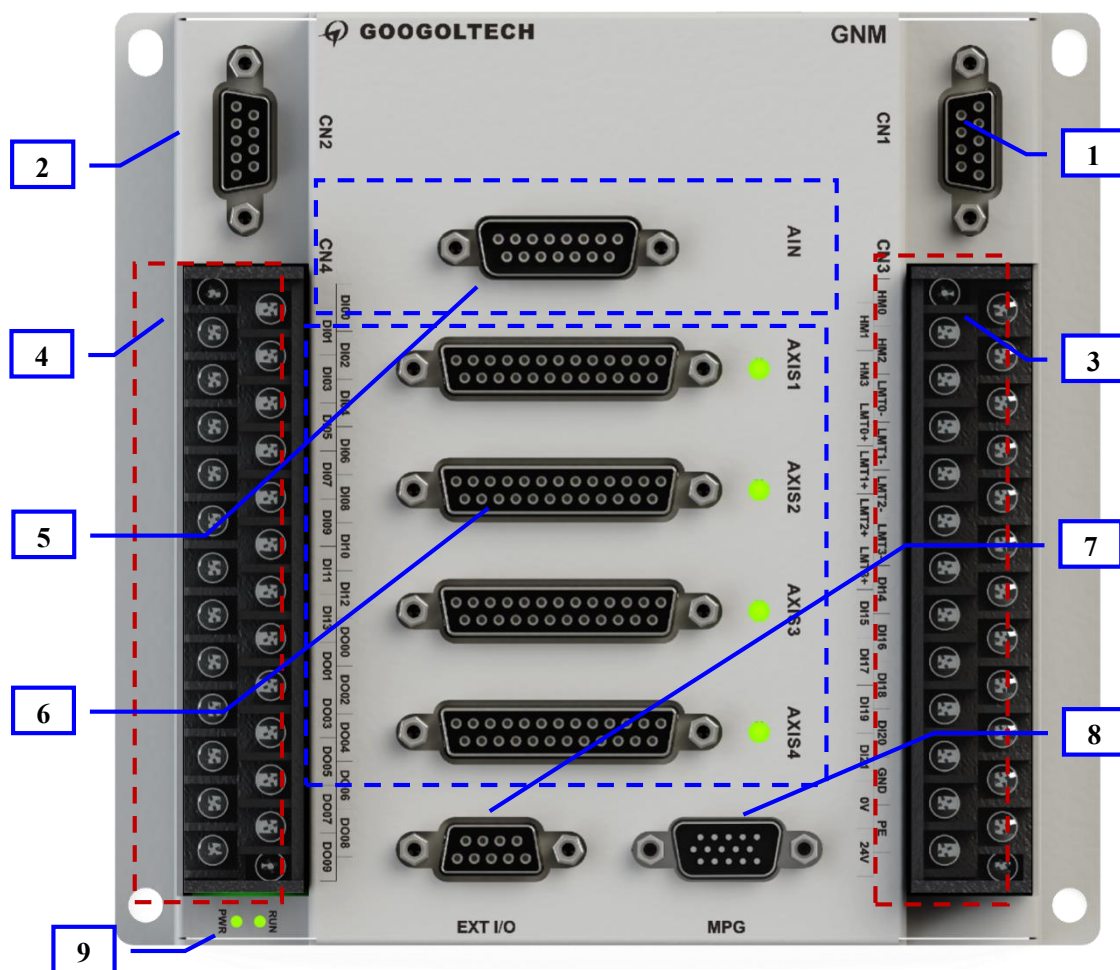 GOOGOLTECH
GNM
CN2
CN1
2
1
AIN
CN4
CN3
4
3
5
6
7
8
9
DI00
DI01
DI02
DI03
DI04
DI05
DI06
DI07
DI08
DI09
DI10
DI11
DI12
DI13
DO00
DO01
DO02
DO03
DO04
DO05
DO06
DO07
DO08
DO09
AXIS1
AXIS2
AXIS3
AXIS4
HM0
HM1
HM2
HM3
LMT0-
LMT0+
LMT1-
LMT1+
LMT2-
LMT2+
LMT3-
LMT3+
DI14
DI15
DI16
DI17
DI18
DI19
DI20
DI21
GND
0V
PE
24V
PWR
RUN
EXT I/O
MPG